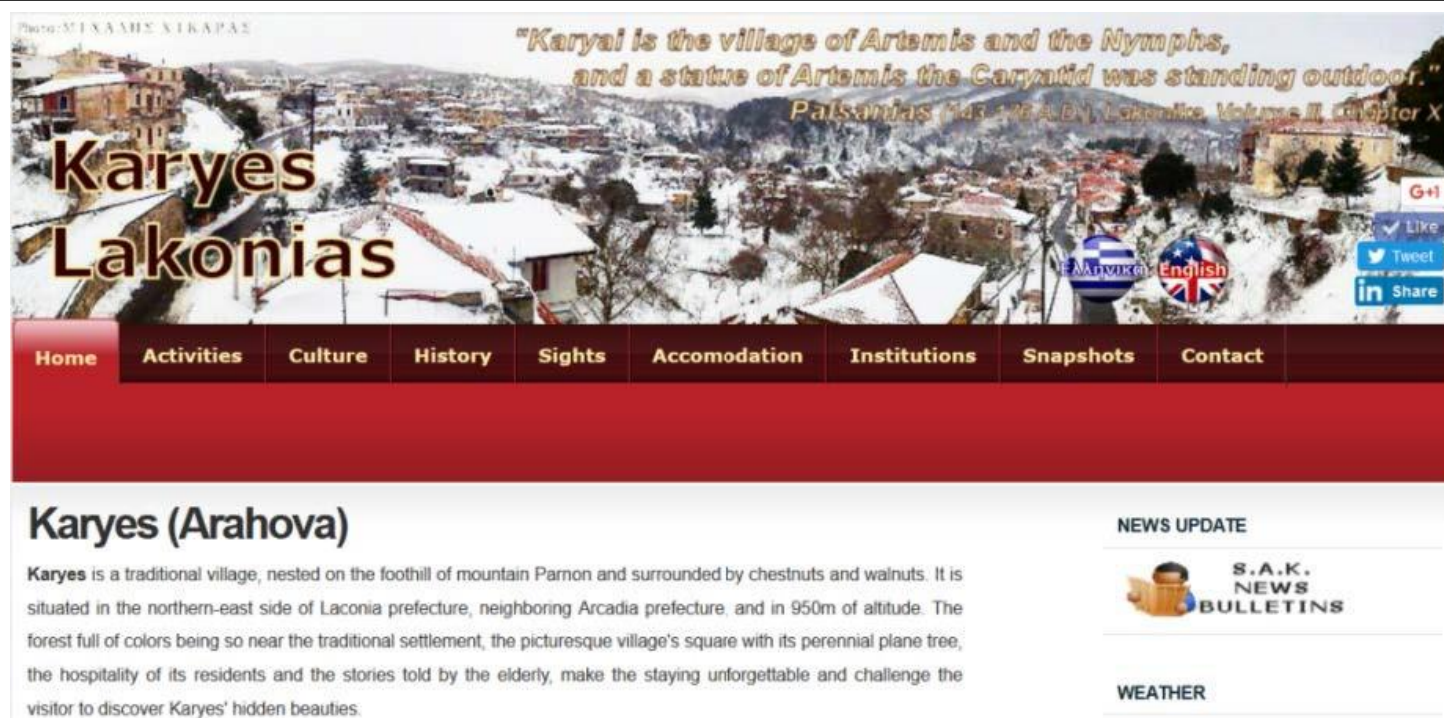 Photo: ΜΙΧΑΛΗΣ ΧΙΚΑΡΑΣ
"Karyai is the village of Artemis and the Nymphs,
and a statue of Artemis the Caryatid was standing outdoor."
Paisanias
Karyes
Lakonias
G+1
Like
Ελληνικά English
Tweet
in Share
Home Activities Culture History Sights Accomodation Institutions Snapshots Contact
Karyes (Arahova)
Karyes is a traditional village, nested on the foothill of mountain Parnon and surrounded by chestnuts and walnuts. It is
situated in the northern-east side of Laconia prefecture, neighboring Arcadia prefecture, and in 950m of altitude. The
forest full of colors being so near the traditional settlement, the picturesque village's square with its perennial plane tree,
the hospitality of its residents and the stories told by the elderly, make the staying unforgettable and challenge the
visitor to discover Karyes' hidden beauties.
NEWS UPDATE
S.A.K.
NEWS
BULLETINS
WEATHER